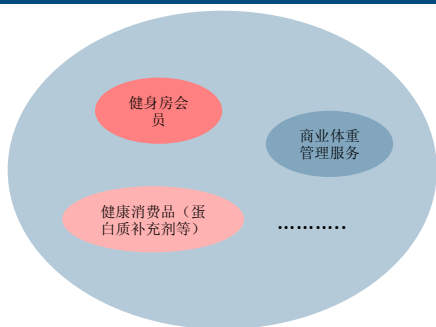 健身房会
员
商业体重
管理服务
健康消费品（蛋
白质补充剂等）
………..